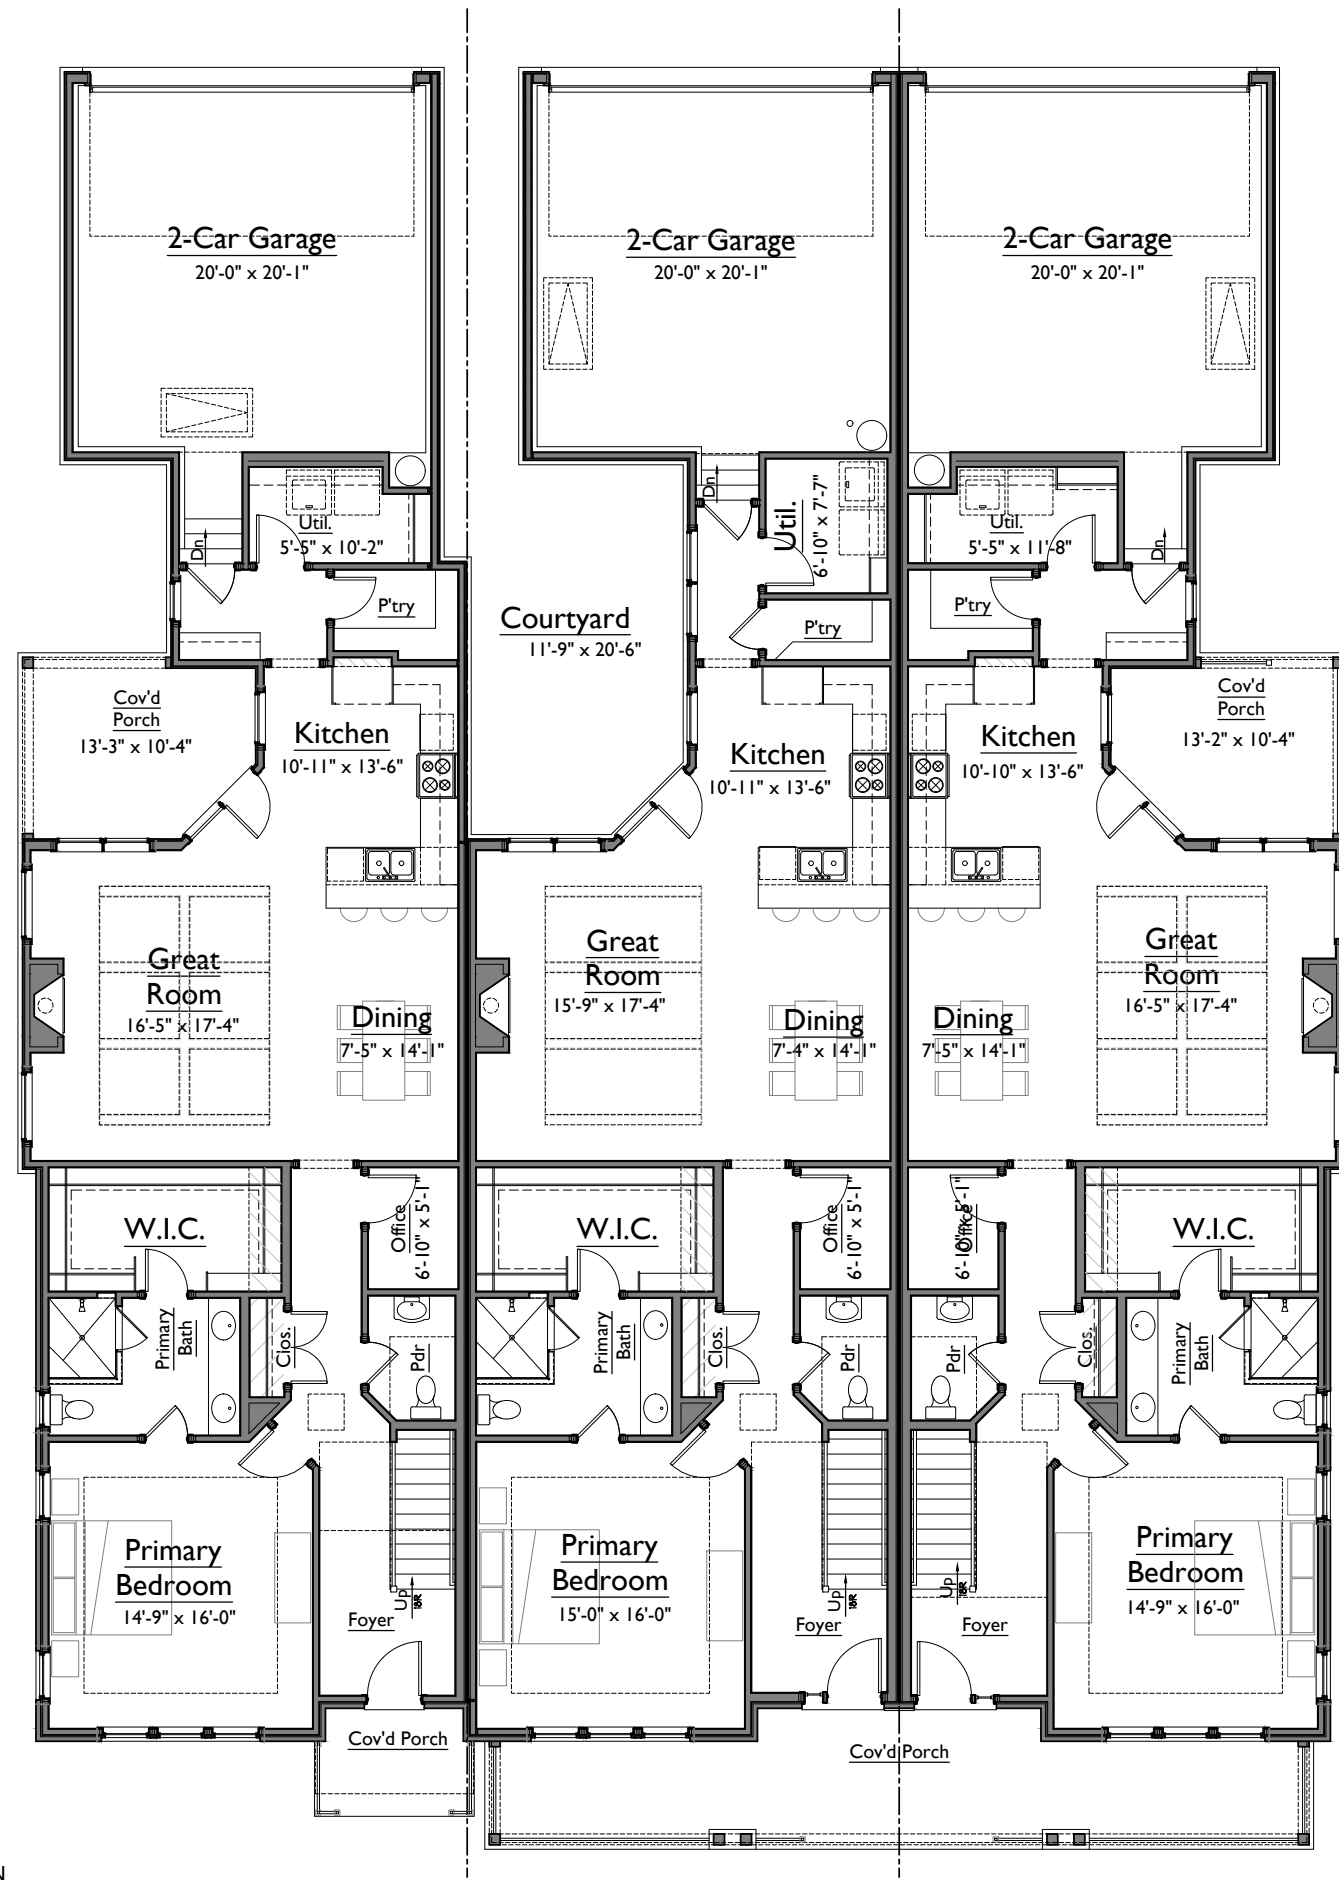 2-Car Garage
20'-0" x 20'-1"
2-Car Garage
20'-0" x 20'-1"
2-Car Garage
20'-0" x 20'-1"
Dn
Util.
5'-5" x 10'-2"
Dn
Util.
6'-10" x 7'-7"
Util.
5'-5" x 11'-8"
Dn
P'try
Courtyard
11'-9" x 20'-6"
P'try
P'try
Cov'd
Porch
13'-3" x 10'-4"
Kitchen
10'-11" x 13'-6"
Kitchen
10'-11" x 13'-6"
Kitchen
10'-10" x 13'-6"
Cov'd
Porch
13'-2" x 10'-4"
Great
Room
16'-5" x 17'-4"
Dining
7'-5" x 14'-1"
Great
Room
15'-9" x 17'-4"
Dining
7'-4" x 14'-1"
Dining
7'-5" x 14'-1"
Great
Room
16'-5" x 17'-4"
W.I.C.
Office
6'-10" x 5'-1"
W.I.C.
Office
6'-10" x 5'-1"
Office
6'-10" x 5'-1"
W.I.C.
Primary
Bath
Clos.
Pdr
Primary
Bath
Clos.
Pdr
Pdr
Clos.
Primary
Bath
Primary
Bedroom
14'-9" x 16'-0"
Up
18R
Foyer
Primary
Bedroom
15'-0" x 16'-0"
Up
18R
Foyer
Up
18R
Foyer
Primary
Bedroom
14'-9" x 16'-0"
Cov'd Porch
Cov'd Porch
N